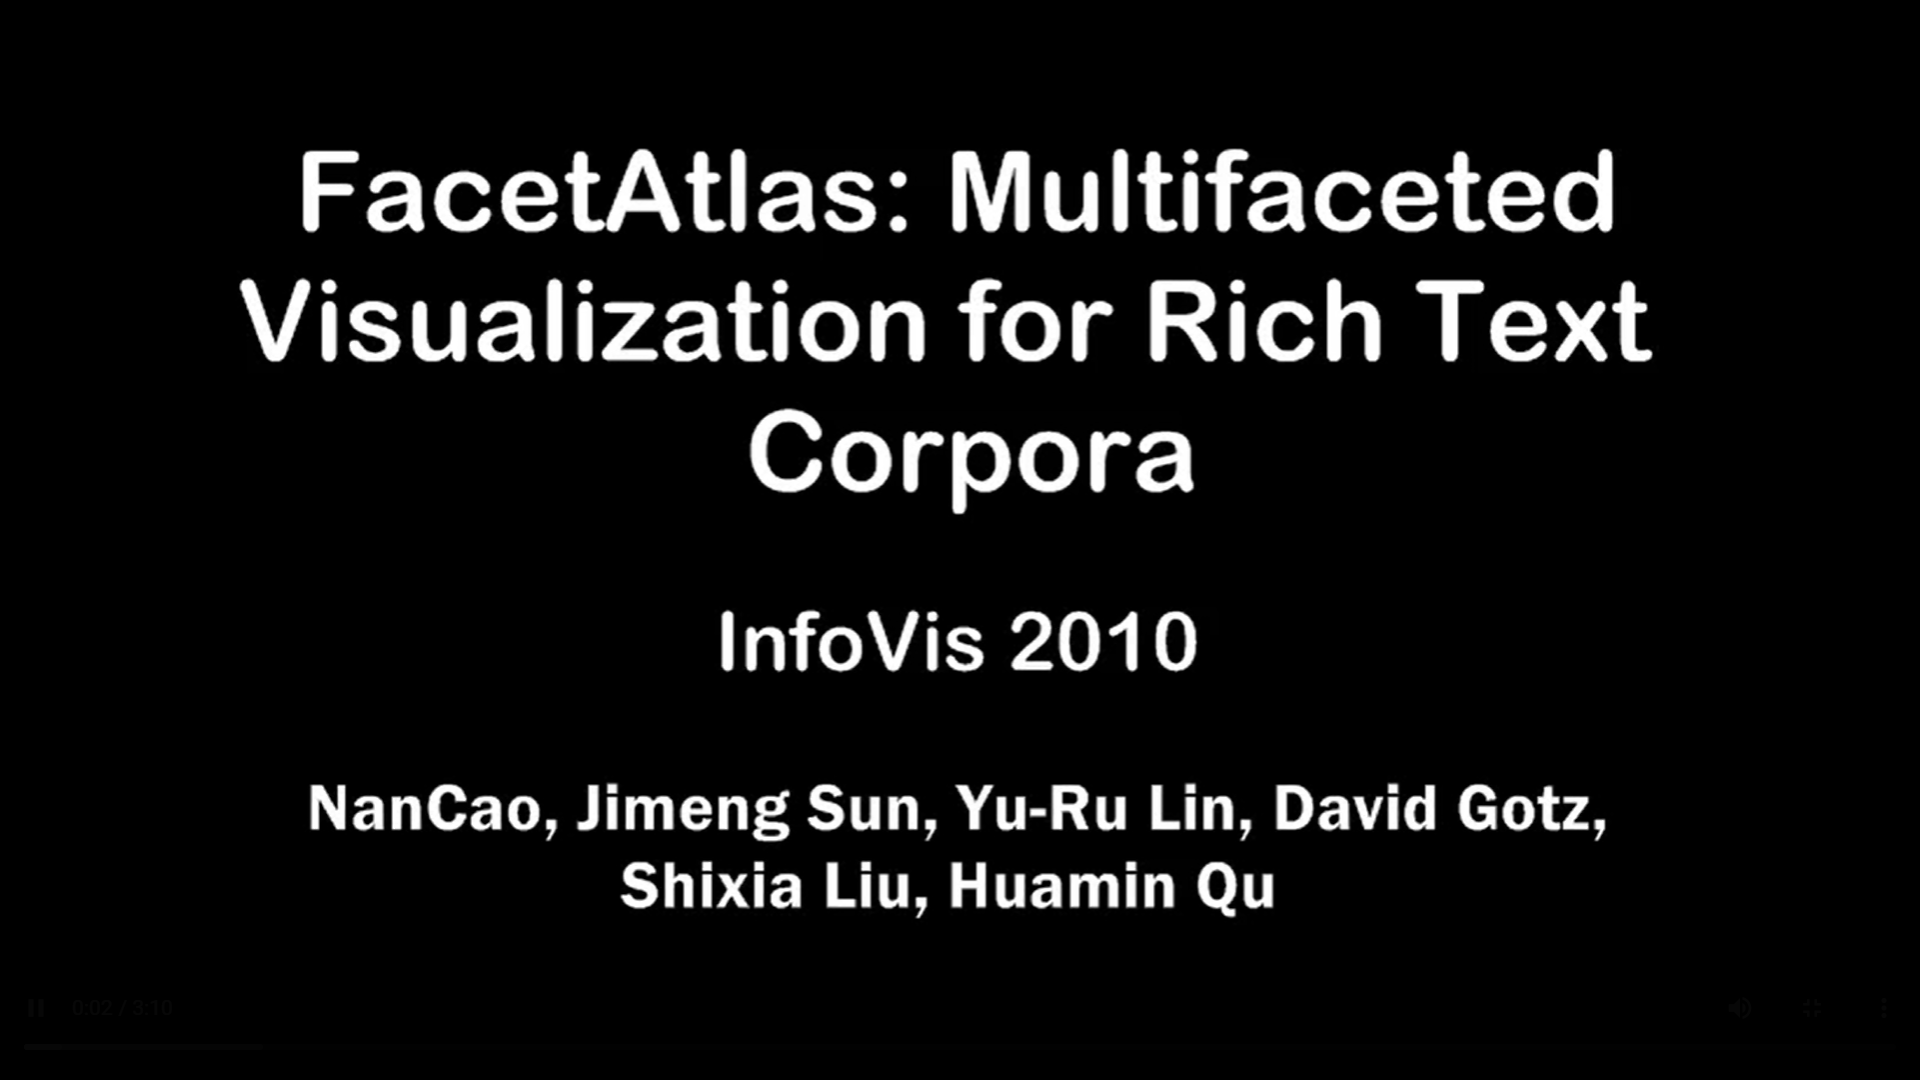 FacetAtlas: Multifaceted
Visualization for Rich Text
Corpora
InfoVis 2010
NanCao, Jimeng Sun, Yu-Ru Lin, David Gotz,
Shixia Liu, Huamin Qu
0:02 / 3:10